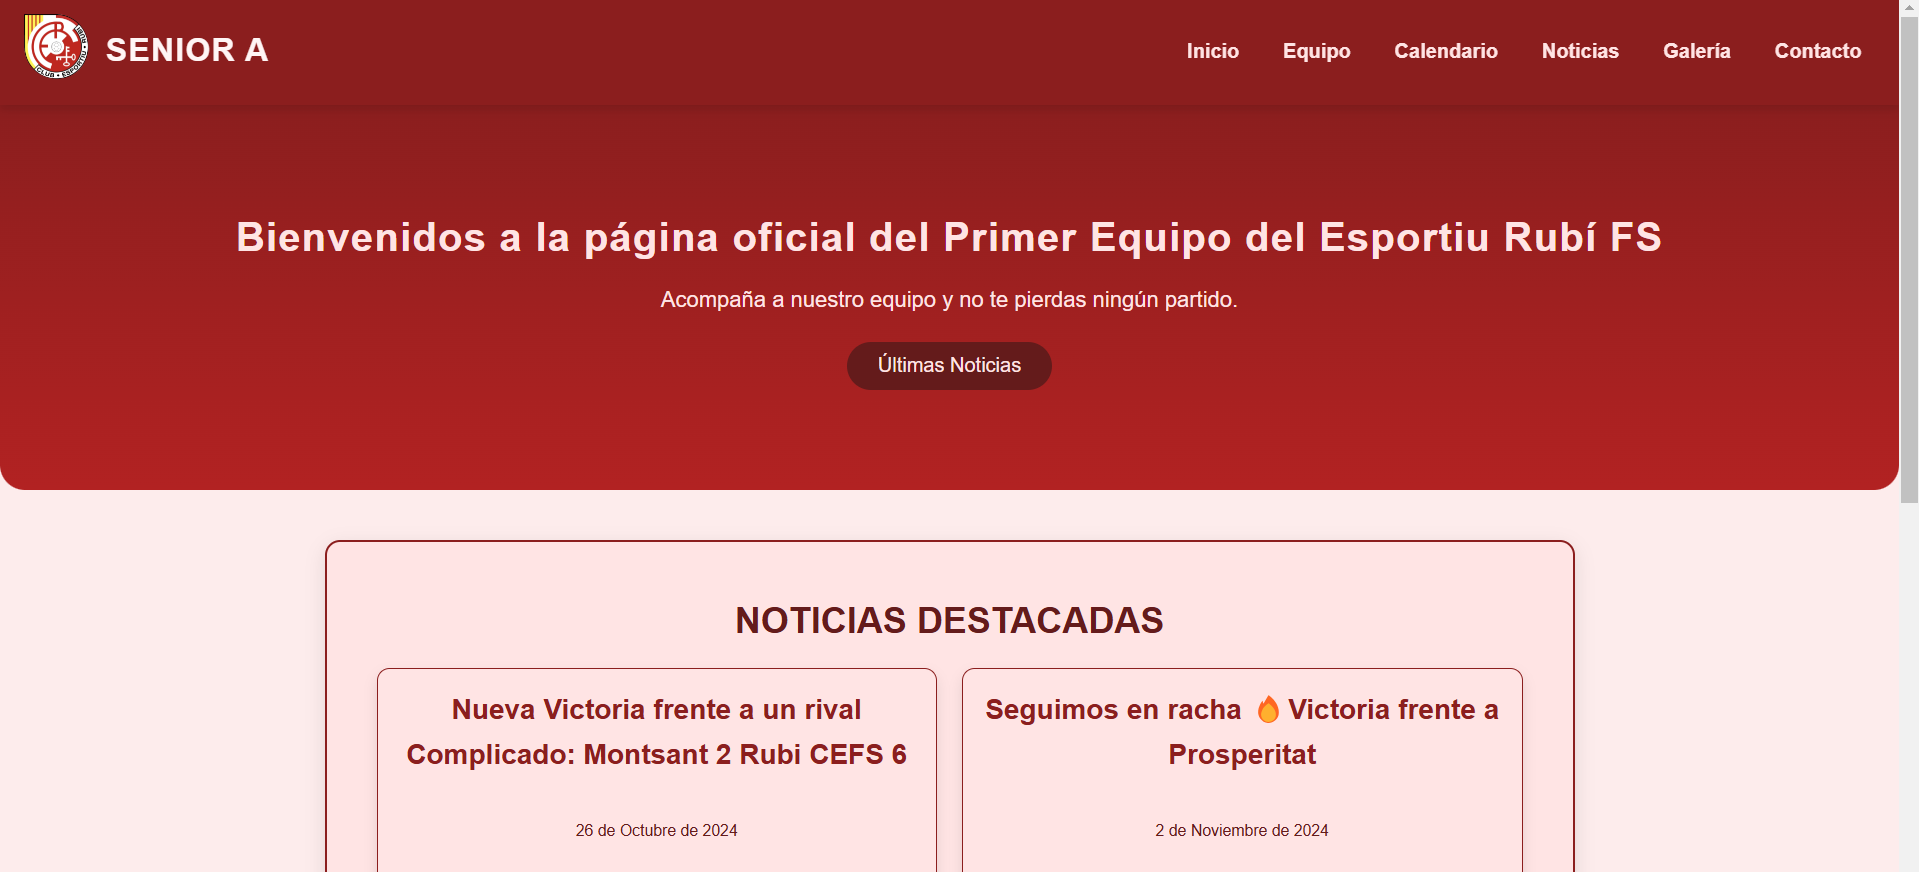 CLUB • ESPORTIU • RUBÍ
SENIOR A
Inicio
Equipo
Calendario
Noticias
Galería
Contacto
Bienvenidos a la página oficial del Primer Equipo del Esportiu Rubí FS
Acompaña a nuestro equipo y no te pierdas ningún partido.
Últimas Noticias
NOTICIAS DESTACADAS
Nueva Victoria frente a un rival
Complicado: Montsant 2 Rubi CEFS 6
26 de Octubre de 2024
Seguimos en racha 🔥 Victoria frente a
Prosperitat
2 de Noviembre de 2024